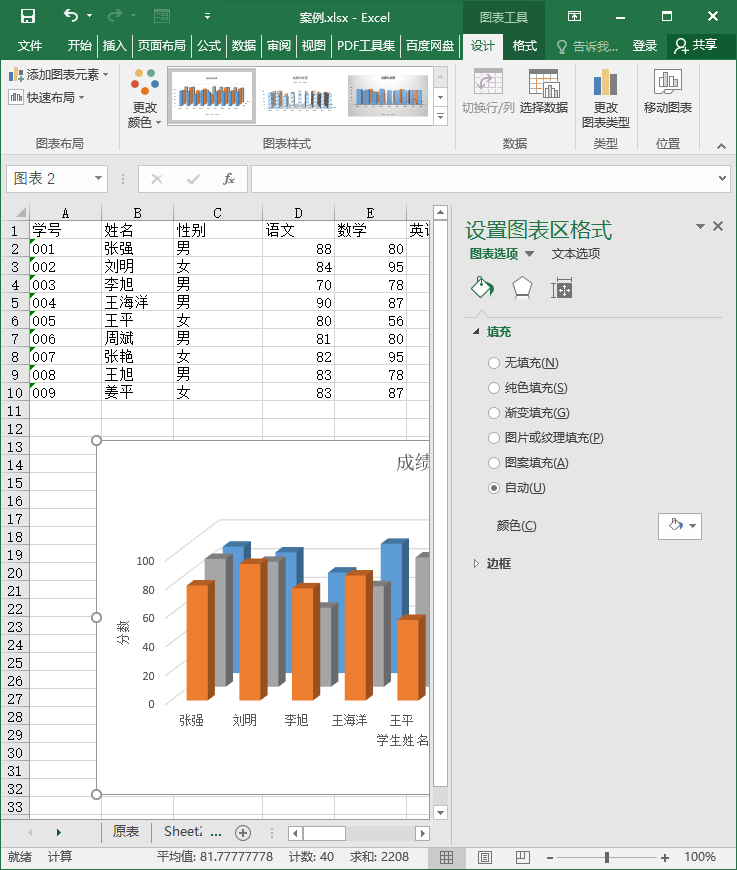 案例.xlsx - Excel
图表工具
文件 开始 插入 页面布局 公式 数据 审阅 视图 PDF工具集 百度网盘 设计 格式 告诉我... 登录 共享
添加图表元素
快速布局
更改
颜色
切换行/列
选择数据
更改
图表类型
移动图表
图表布局
图表样式
数据
类型
位置
图表 2
fx
A B C D E
1 学号 姓名 性别 语文 数学 英语
2 001 张强 男 88 80
3 002 刘明 女 84 95
4 003 李旭 男 70 78
5 004 王海洋 男 90 87
6 005 王平 女 80 56
7 006 周斌 男 81 80
8 007 张艳 女 82 95
9 008 王旭 男 83 78
10 009 姜平 女 83 87
11
12
13
14
15
16
17
18
19
20
21
22
23
24
25
26
27
28
29
30
31
32
33
成绩
100
80
60
40
20
0
分数
张强 刘明 李旭 王海洋 王平
学生姓名
设置图表区格式
图表选项 文本选项
填充
无填充(N)
纯色填充(S)
渐变填充(G)
图片或纹理填充(P)
图案填充(A)
自动(U)
颜色(C)
边框
原表 Sheet2 ...
就绪 计算 平均值: 81.77777778 计数: 40 求和: 2208 100%